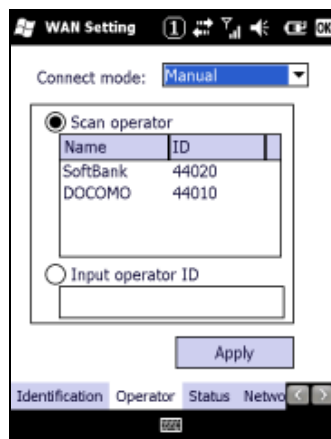 WAN Setting 1 OK
Connect mode: Manual
Scan operator
Name ID
SoftBank 44020
DOCOMO 44010
Input operator ID
Apply
Identification Operator Status Netwo